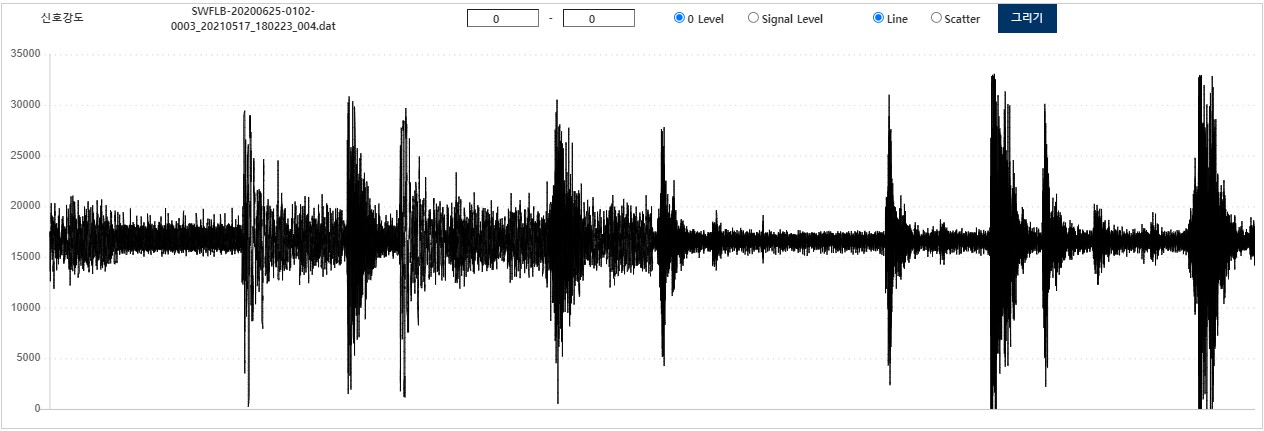 신호강도
SWFLB-20200625-0102-
0003_20210517_180223_004.dat
0 - 0
0 Level Signal Level
Line Scatter
그리기
35000
30000
25000
20000
15000
10000
5000
0